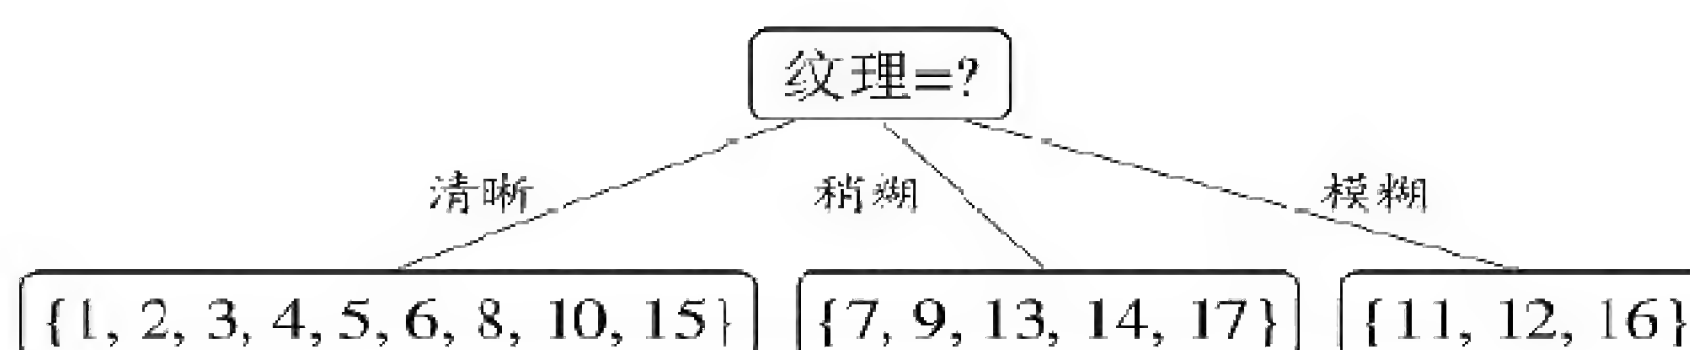 纹理=?
清晰 稍糊 模糊
{1, 2, 3, 4, 5, 6, 8, 10, 15} {7, 9, 13, 14, 17} {11, 12, 16}